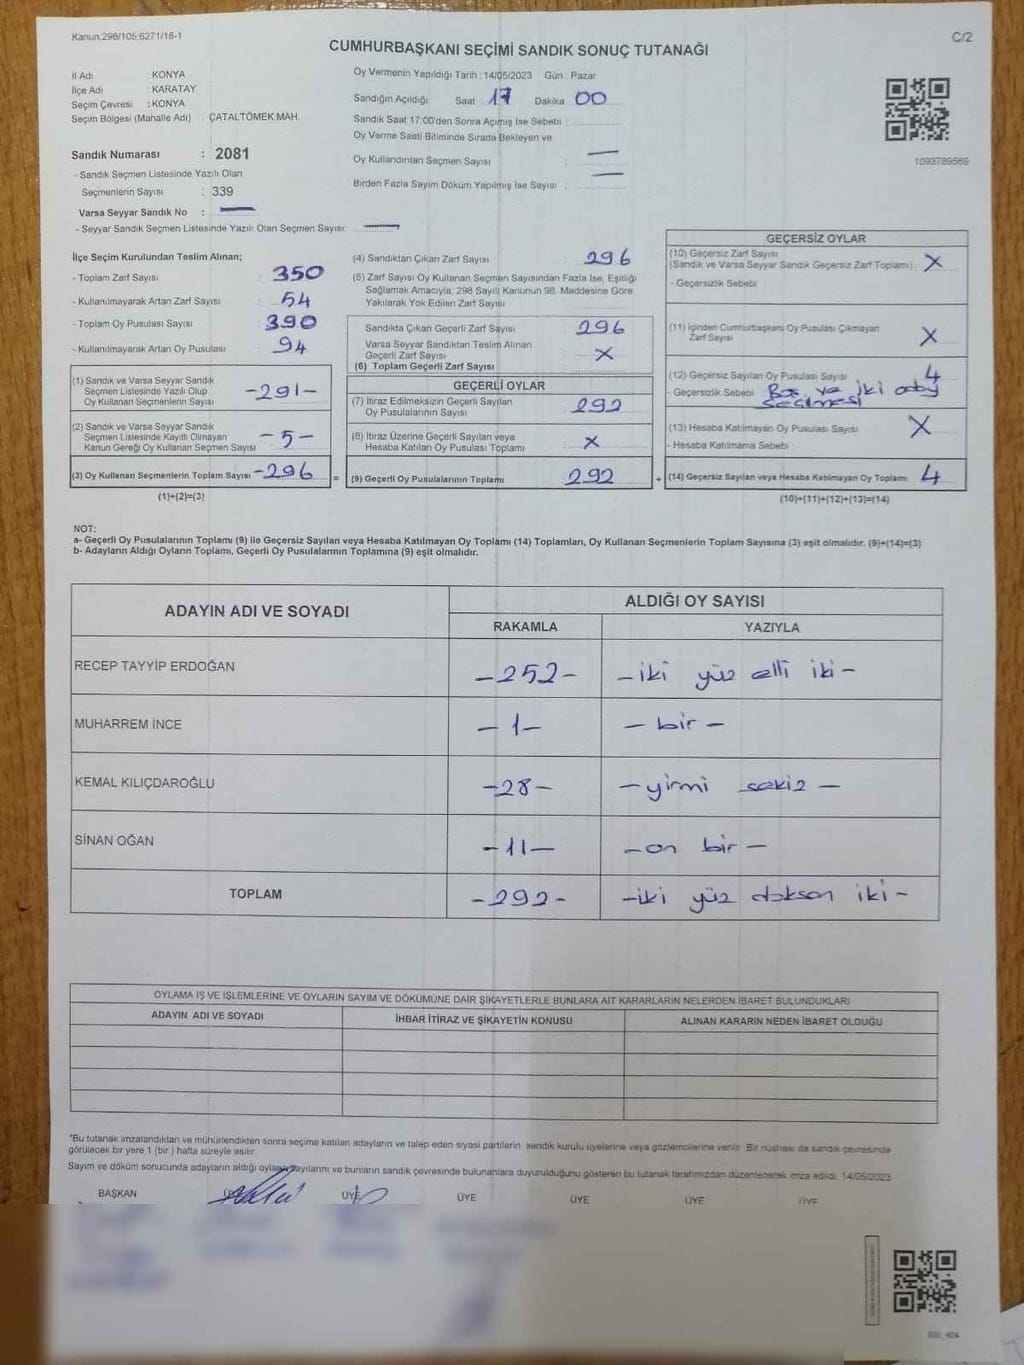 Kanun,298/105;6271/16-1
C/2
CUMHURBAŞKANI SEÇİMİ SANDIK SONUÇ TUTANAĞI
İl Adı : KONYA
İlçe Adı : KARATAY
Seçim Çevresi : KONYA
Seçim Bölgesi (Mahalle Adı) : ÇATALTÖMEK MAH.
Sandık Numarası : 2081
- Sandık Seçmen Listesinde Yazılı Olan
Seçmenlerin Sayısı : 339
Varsa Seyyar Sandık No : —
- Seyyar Sandık Seçmen Listesinde Yazılı Olan Seçmen Sayısı: —
Oy Vermenin Yapıldığı Tarih : 14/05/2023 Gün : Pazar
Sandığın Açıldığı Saat 17 Dakika 00
Sandık Saat 17:00'den Sonra Açımış İse Sebebi :
Oy Verme Saati Bitiminde Sırada Bekleyen ve
Oy Kullandırılan Seçmen Sayısı : —
Birden Fazla Sayım Döküm Yapılmış İse Sayısı : —
1093789569
İlçe Seçim Kurulundan Teslim Alınan;
- Toplam Zarf Sayısı : 350
- Kullanılmayarak Artan Zarf Sayısı : 54
- Toplam Oy Pusulası Sayısı : 390
- Kullanılmayarak Artan Oy Pusulası : 94
(1) Sandık ve Varsa Seyyar Sandık
Seçmen Listesinde Yazılı Olup
Oy Kullanan Seçmenlerin Sayısı -291-
(2) Sandık ve Varsa Seyyar Sandık
Seçmen Listesinde Kayıtlı Olmayan
Kanun Gereği Oy Kullanan Seçmen Sayısı -5-
(3) Oy Kullanan Seçmenlerin Toplam Sayısı -296
(1)+(2)=(3)
(4) Sandıktan Çıkan Zarf Sayısı 296
(5) Zarf Sayısı Oy Kullanan Seçmen Sayısından Fazla İse, Eşitliği
Sağlamak Amacıyla; 298 Sayılı Kanunun 98. Maddesine Göre
Yakılarak Yok Edilen Zarf Sayısı
Sandıkta Çıkan Geçerli Zarf Sayısı : 296
Varsa Seyyar Sandıktan Teslim Alınan
Geçerli Zarf Sayısı : X
(6) Toplam Geçerli Zarf Sayısı
GEÇERLİ OYLAR
(7) İtiraz Edilmeksizin Geçerli Sayılan
Oy Pusulalarının Sayısı : 292
(8) İtiraz Üzerine Geçerli Sayılan veya
Hesaba Katılan Oy Pusulası Toplamı : X
= (9) Geçerli Oy Pusulalarının Toplamı 292
GEÇERSİZ OYLAR
(10) Geçersiz Zarf Sayısı
(Sandık ve Varsa Seyyar Sandık Geçersiz Zarf Toplamı) : X
- Geçersizlik Sebebi
(11) İçinden Cumhurbaşkanı Oy Pusulası Çıkmayan
Zarf Sayısı X
(12) Geçersiz Sayılan Oy Pusulası Sayısı 4
- Geçersizlik Sebebi Boş ve iki aday
seçilmesi
(13) Hesaba Katılmayan Oy Pusulası Sayısı X
- Hesaba Katılmama Sebebi :
+ (14) Geçersiz Sayılan veya Hesaba Katılmayan Oy Toplamı 4
(10)+(11)+(12)+(13)=(14)
NOT:
a- Geçerli Oy Pusulalarının Toplamı (9) ile Geçersiz Sayılan veya Hesaba Katılmayan Oy Toplamı (14) Toplamları, Oy Kullanan Seçmenlerin Toplam Sayısına (3) eşit olmalıdır. (9)+(14)=(3)
b- Adayların Aldığı Oyların Toplamı, Geçerli Oy Pusulalarının Toplamına (9) eşit olmalıdır.
ADAYIN ADI VE SOYADI ALDIĞI OY SAYISI
RAKAMLA YAZIYLA
RECEP TAYYİP ERDOĞAN -252- -iki yüz elli iki-
MUHARREM İNCE -1- -bir-
KEMAL KILIÇDAROĞLU -28- -yirmi sekiz-
SİNAN OĞAN -11- -on bir-
TOPLAM -292- -iki yüz doksan iki-
OYLAMA İŞ VE İŞLEMLERİNE VE OYLARIN SAYIM VE DÖKÜMÜNE DAİR ŞİKAYETLERLE BUNLARA AİT KARARLARIN NELERDEN İBARET BULUNDUKLARI
ADAYIN ADI VE SOYADI İHBAR İTİRAZ VE ŞİKAYETİN KONUSU ALINAN KARARIN NEDEN İBARET OLDUĞU
*Bu tutanak imzalandıktan ve mühürlendikten sonra seçime katılan adayların ve talep eden siyasi partilerin sandık kurulu üyelerine veya gözlemcilerine verilir. Bir nüshası da sandık çevresinde
görülecek bir yere 1 (bir) hafta süreyle asılır.
Sayım ve döküm sonucunda adayların aldığı oyların sayılarını ve bunların sandık çevresinde bulunanlara duyurulduğunu gösteren bu tutanak tarafımızdan düzenlenerek imza edildi. 14/05/2023
BAŞKAN ÜYE ÜYE ÜYE ÜYE ÜYE ÜYE